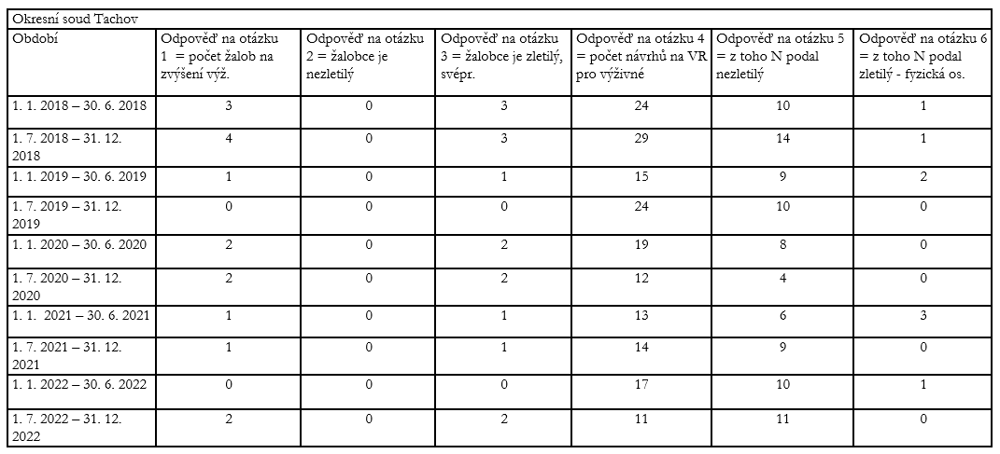 Okresní soud Tachov
Období
Odpověď na otázku 1 = počet žalob na zvýšení výž.
Odpověď na otázku 2 = žalobce je nezletilý
Odpověď na otázku 3 = žalobce je zletilý, svépr.
Odpověď na otázku 4 = počet návrhů na VR pro výživné
Odpověď na otázku 5 = z toho N podal nezletilý
Odpověď na otázku 6 = z toho N podal zletilý - fyzická os.
1. 1. 2018 – 30. 6. 2018 3 0 3 24 10 1
1. 7. 2018 – 31. 12. 2018 4 0 3 29 14 1
1. 1. 2019 – 30. 6. 2019 1 0 1 15 9 2
1. 7. 2019 – 31. 12. 2019 0 0 0 24 10 0
1. 1. 2020 – 30. 6. 2020 2 0 2 19 8 0
1. 7. 2020 – 31. 12. 2020 2 0 2 12 4 0
1. 1. 2021 – 30. 6. 2021 1 0 1 13 6 3
1. 7. 2021 – 31. 12. 2021 1 0 1 14 9 0
1. 1. 2022 – 30. 6. 2022 0 0 0 17 10 1
1. 7. 2022 – 31. 12. 2022 2 0 2 11 11 0